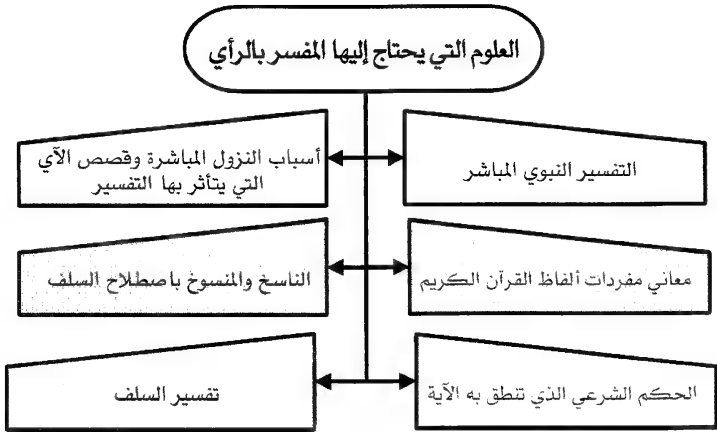 العلوم التي يحتاج إليها المفسر بالرأي
التفسير النبوي المباشر
أسباب النزول المباشرة وقصص الآي
التي يتأثر بها التفسير
معاني مفردات ألفاظ القرآن الكريم
الناسخ والمنسوخ باصطلاح السلف
الحكم الشرعي الذي تنطق به الآية
تفسير السلف